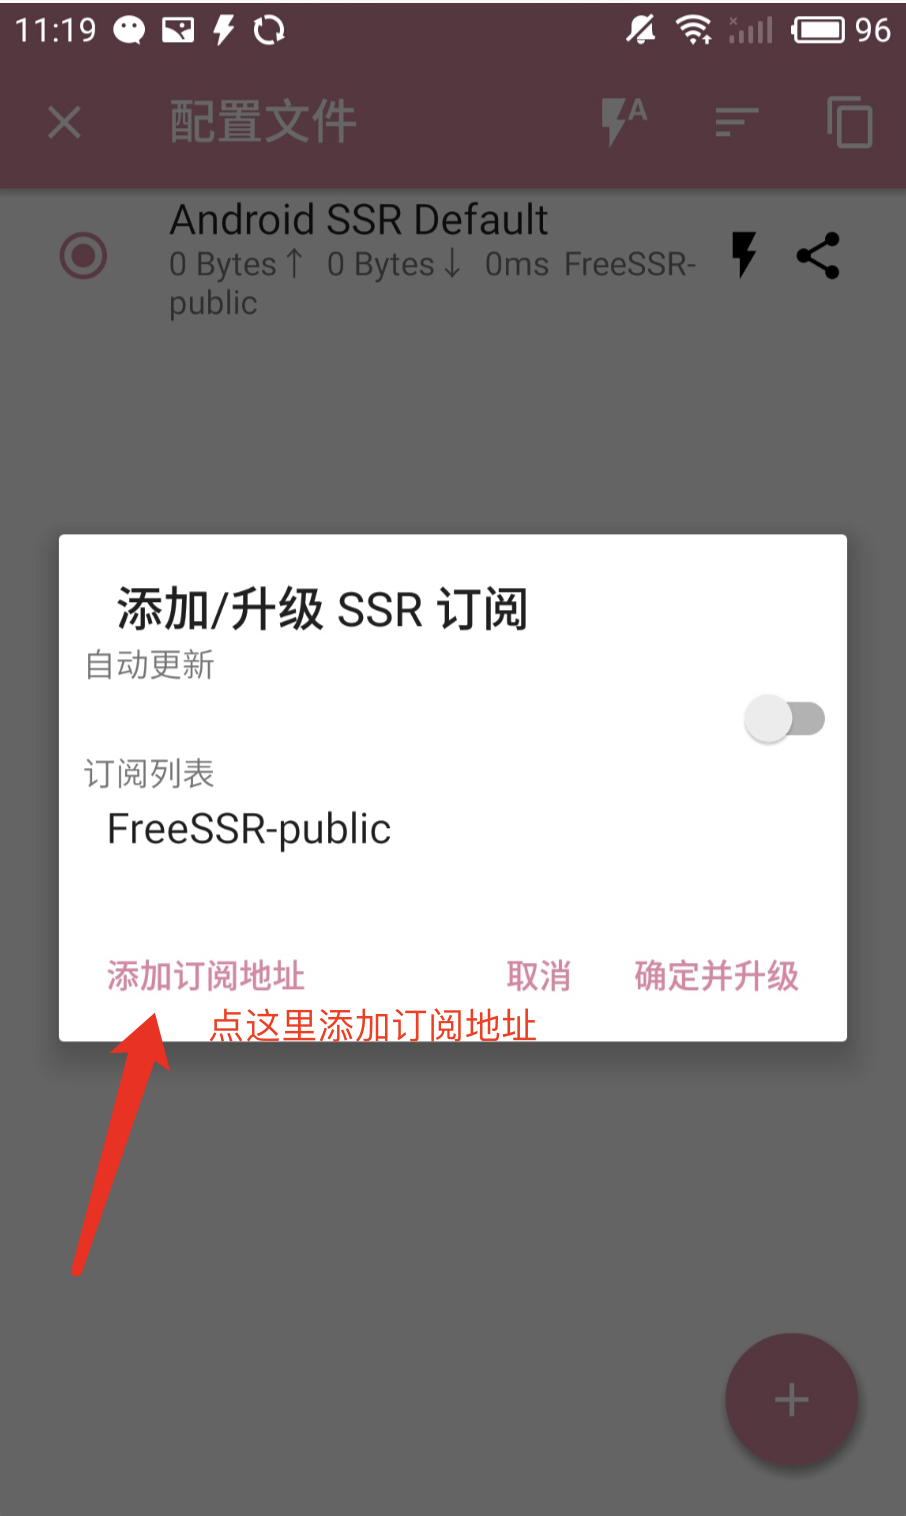 11:19
96
配置文件
A
Android SSR Default
0 Bytes↑ 0 Bytes↓ 0ms FreeSSR-
public
添加/升级 SSR 订阅
自动更新
订阅列表
FreeSSR-public
添加订阅地址 取消 确定并升级
点这里添加订阅地址